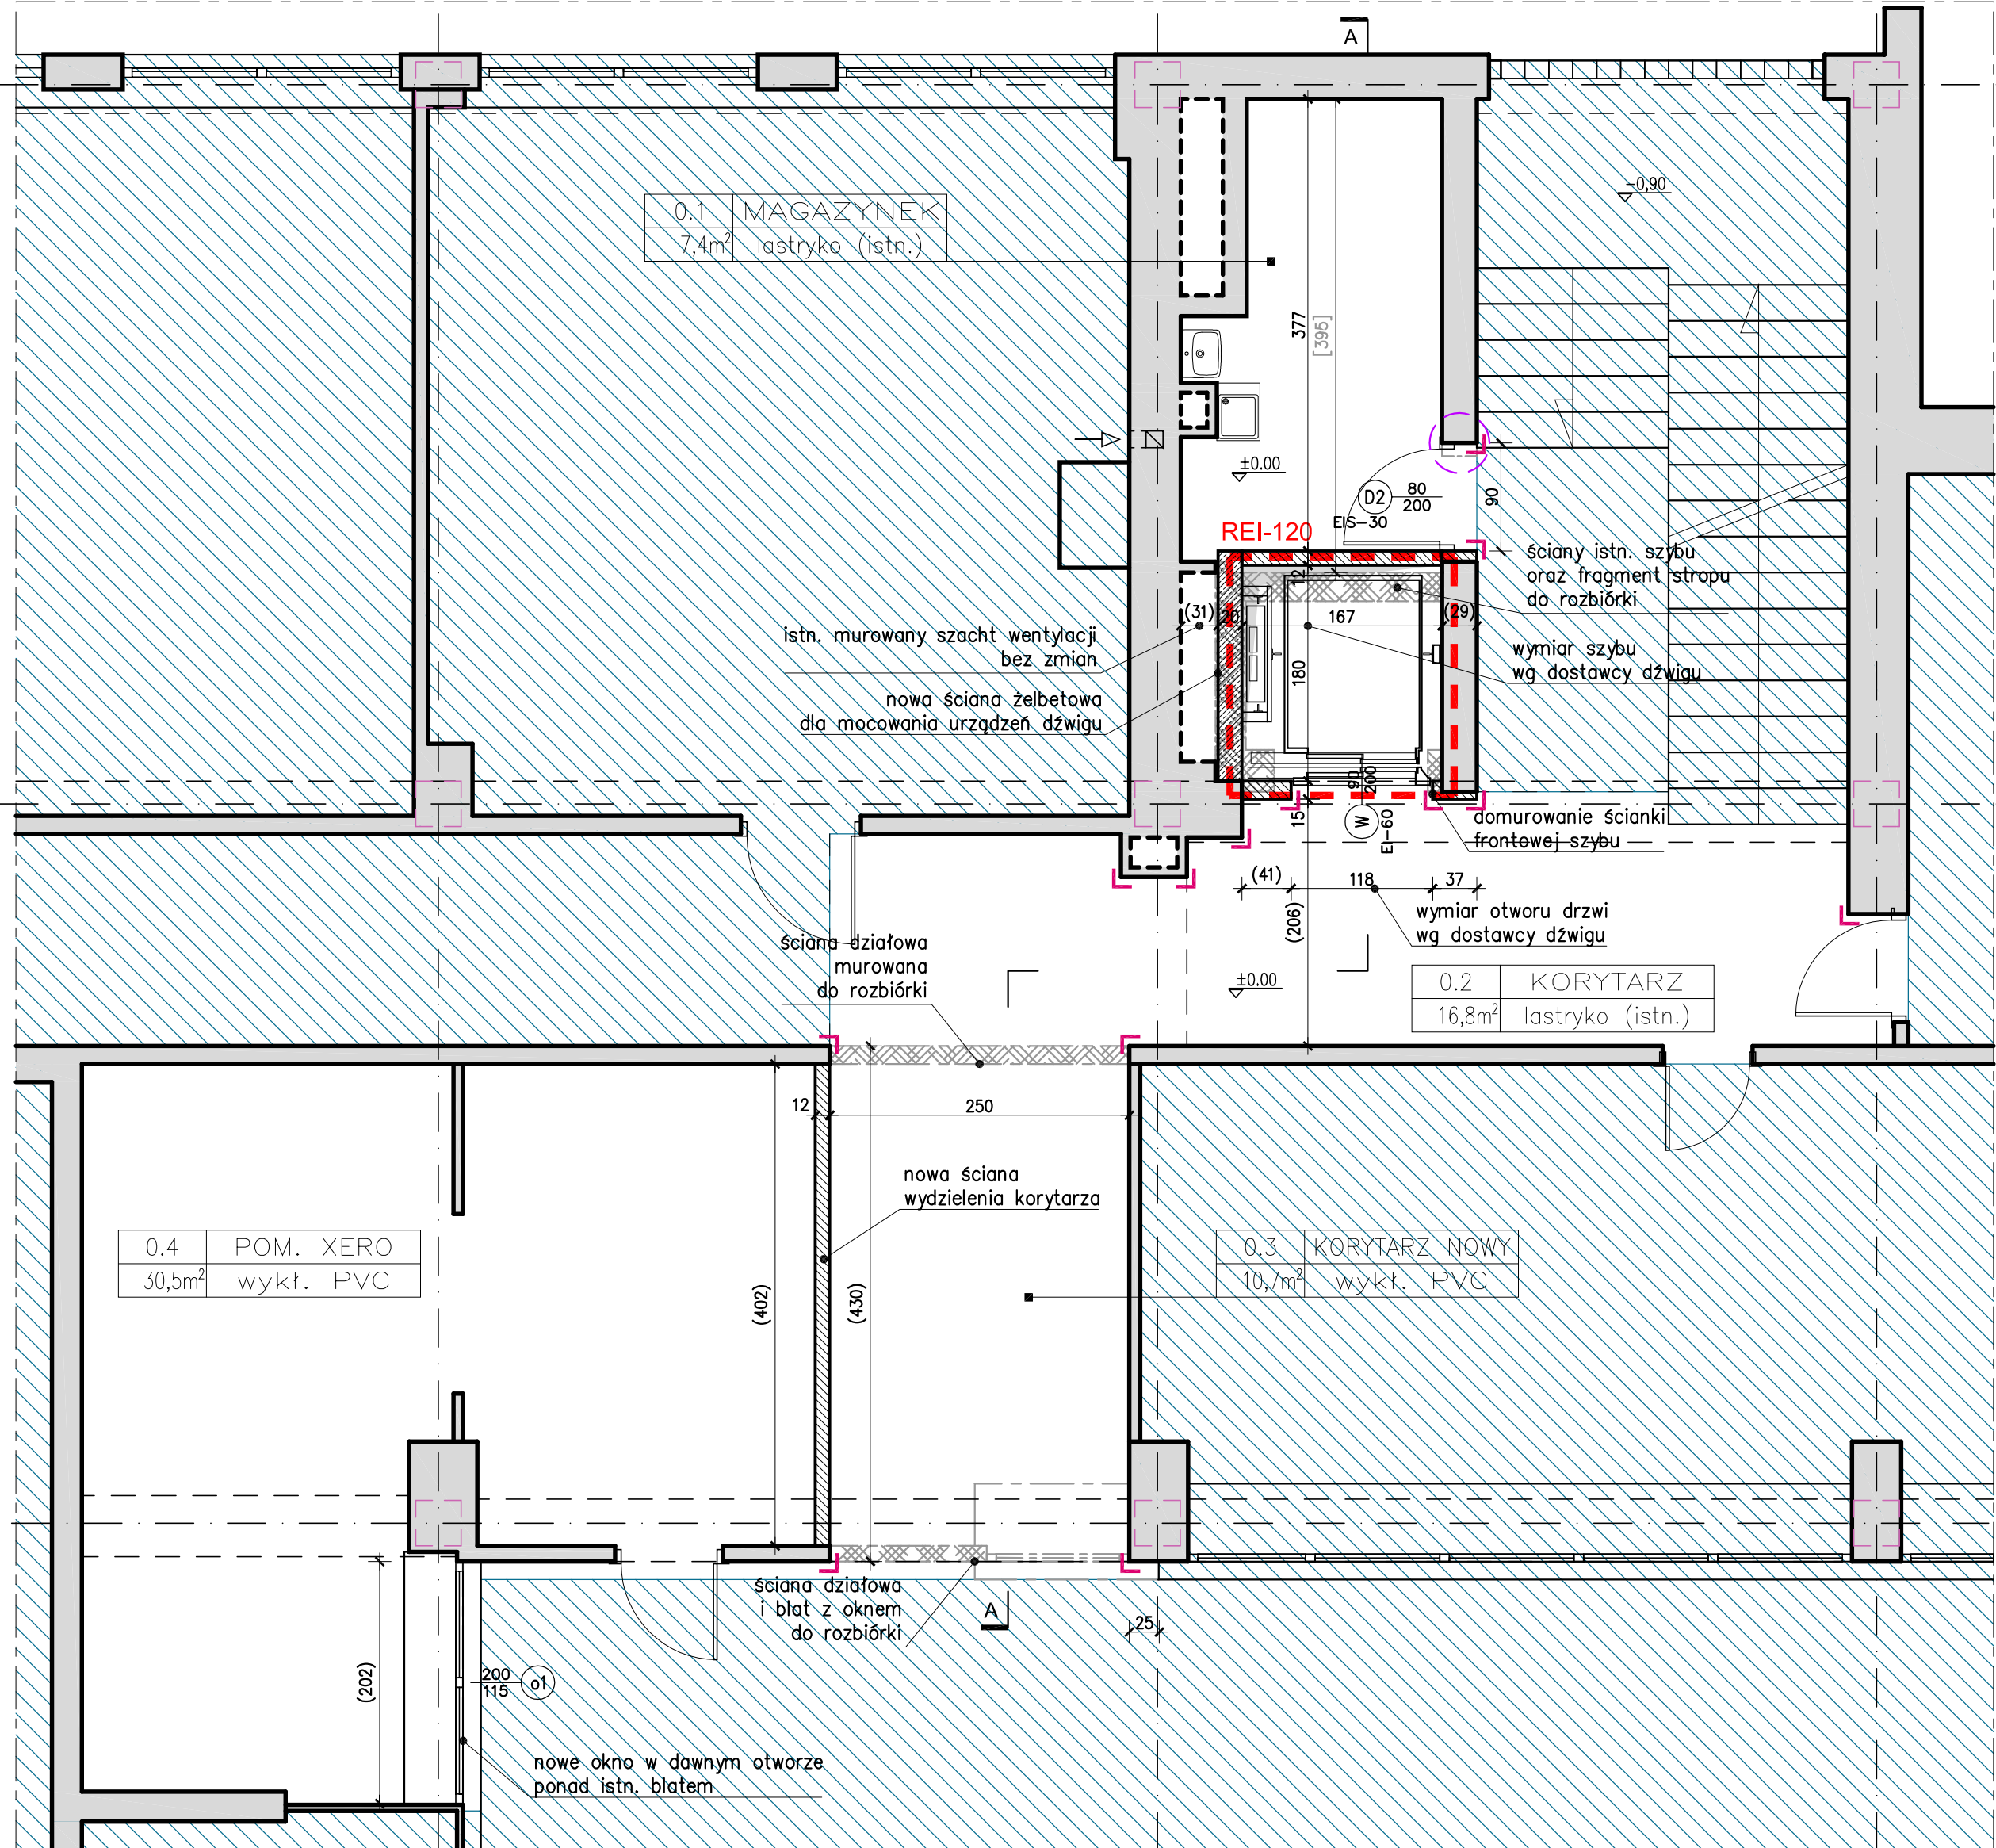 A
-0,90
0.1 MAGAZYNEK
7,4m² lastryko (istn.)
377
[395]
±0.00
D2 80
200
EIS-30
90
REI-120
ściany istn. szybu
oraz fragment stropu
do rozbiórki
12
(31) 20 167 (29)
istn. murowany szacht wentylacji
bez zmian
wymiar szybu
wg dostawcy dźwigu
180
nowa ściana żelbetowa
dla mocowania urządzeń dźwigu
90
200
15
W
EI-60
domurowanie ścianki
frontowej szybu
(41) 118 37
(206)
wymiar otworu drzwi
wg dostawcy dźwigu
ściana działowa
murowana
do rozbiórki
±0.00
0.2 KORYTARZ
16,8m² lastryko (istn.)
12 250
nowa ściana
wydzielenia korytarza
0.4 POM. XERO
30,5m² wykł. PVC
0.3 KORYTARZ NOWY
10,7m² wykł. PVC
(402)
(430)
ściana działowa
i blat z oknem
do rozbiórki
A
25
(202)
200
115
o1
nowe okno w dawnym otworze
ponad istn. blatem